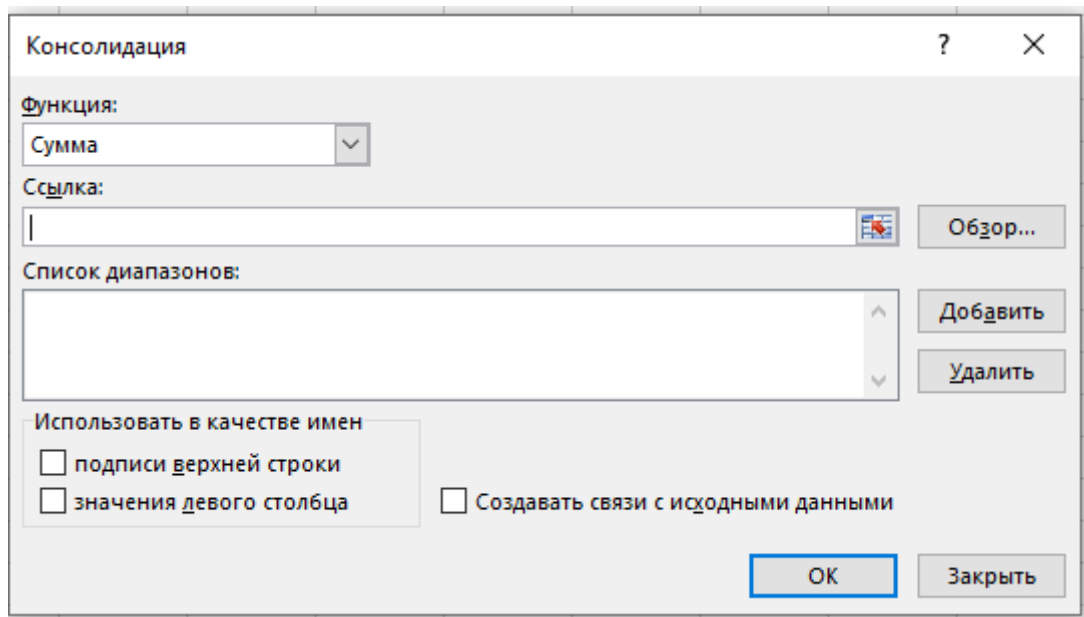 Консолидация ?
Функция:
Сумма
Ссылка:
Обзор...
Список диапазонов:
Добавить
Удалить
Использовать в качестве имен
подписи верхней строки
значения левого столбца
Создавать связи с исходными данными
ОК Закрыть